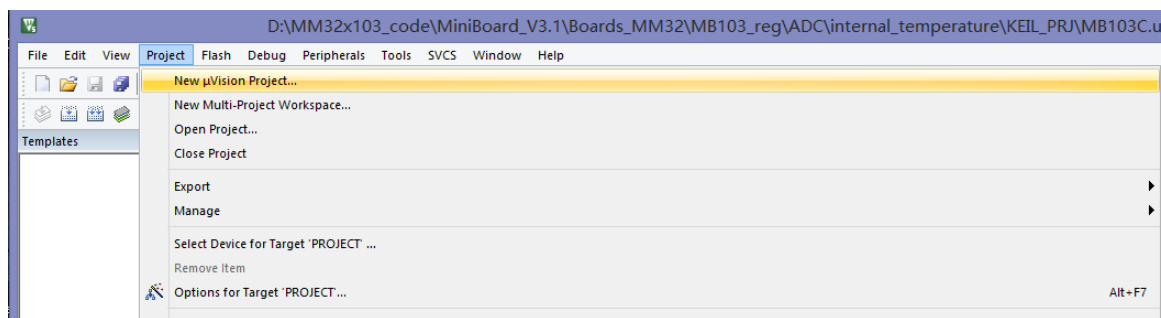 D:\MM32x103_code\MiniBoard_V3.1\Boards_MM32\MB103_reg\ADC\internal_temperature\KEIL_PRJ\MB103C.u
File Edit View Project Flash Debug Peripherals Tools SVCS Window Help
New µVision Project...
New Multi-Project Workspace...
Templates
Open Project...
Close Project
Export
Manage
Select Device for Target 'PROJECT' ...
Remove Item
Options for Target 'PROJECT'... Alt+F7